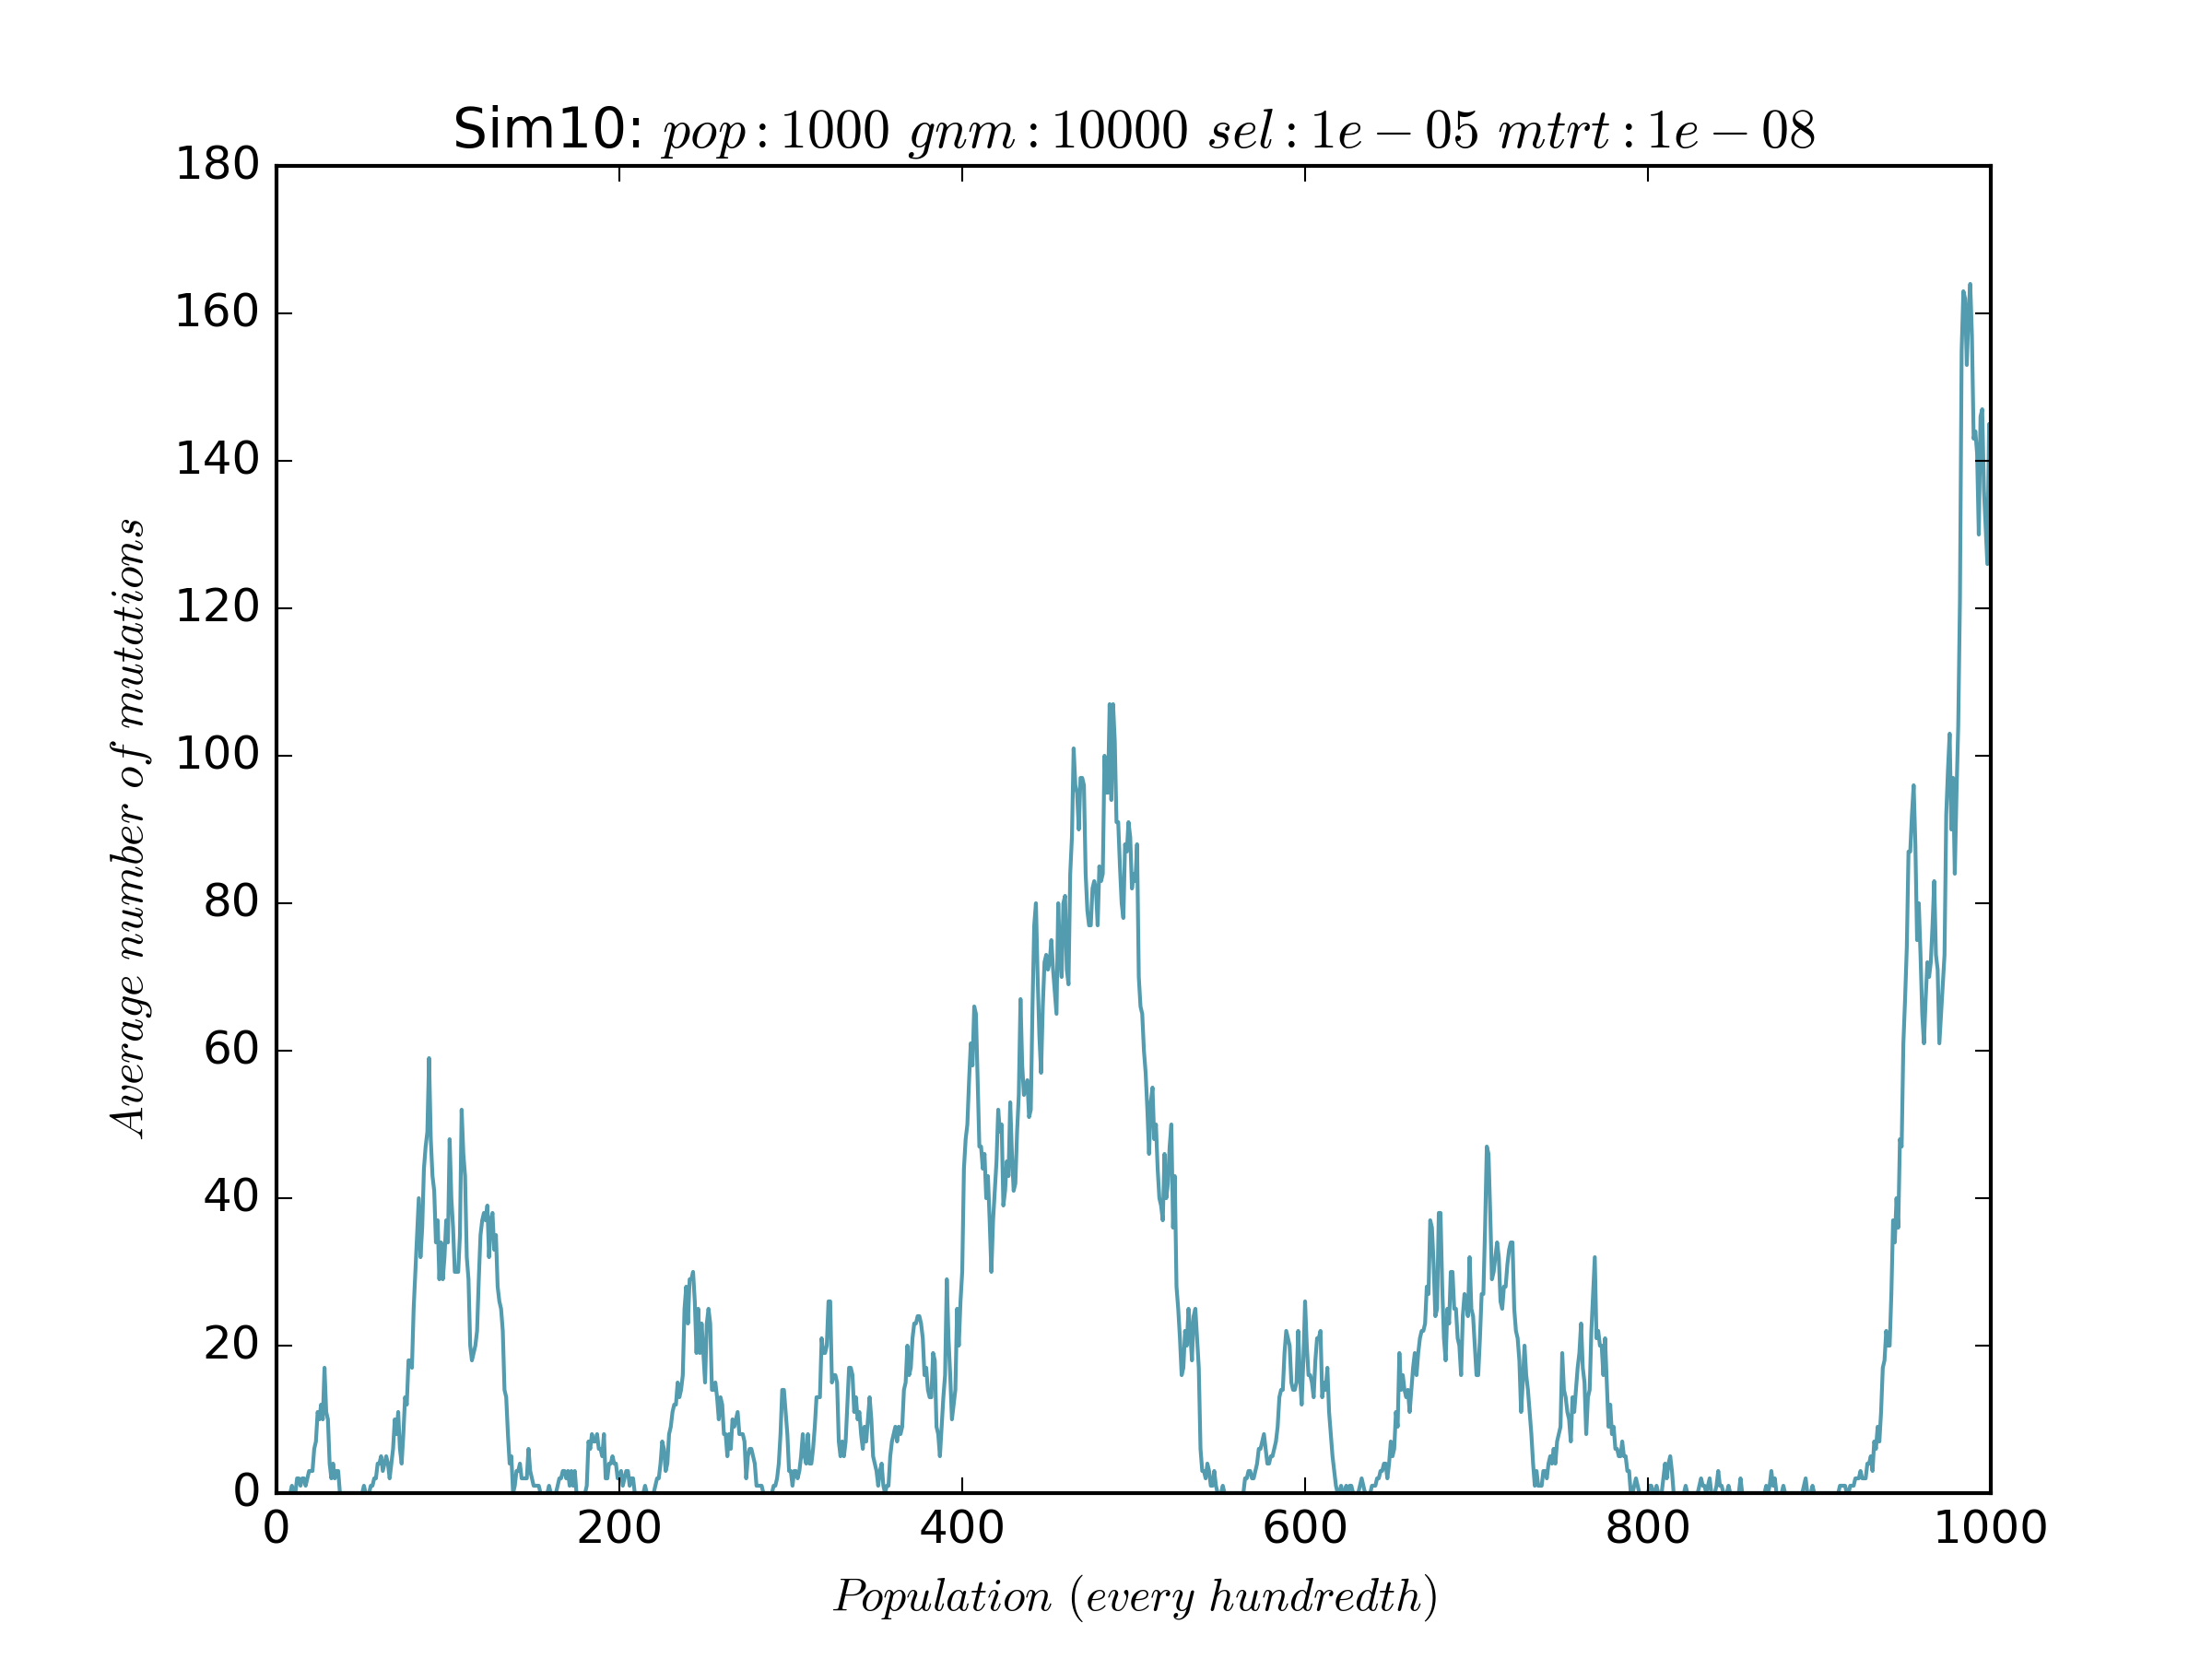 Sim10: pop : 1000 gnm : 10000 sel : 1e − 05 mtrt : 1e − 08
180
160
140
120
100
80
60
40
20
0
Average number of mutations
0 200 400 600 800 1000
Population (every hundredth)